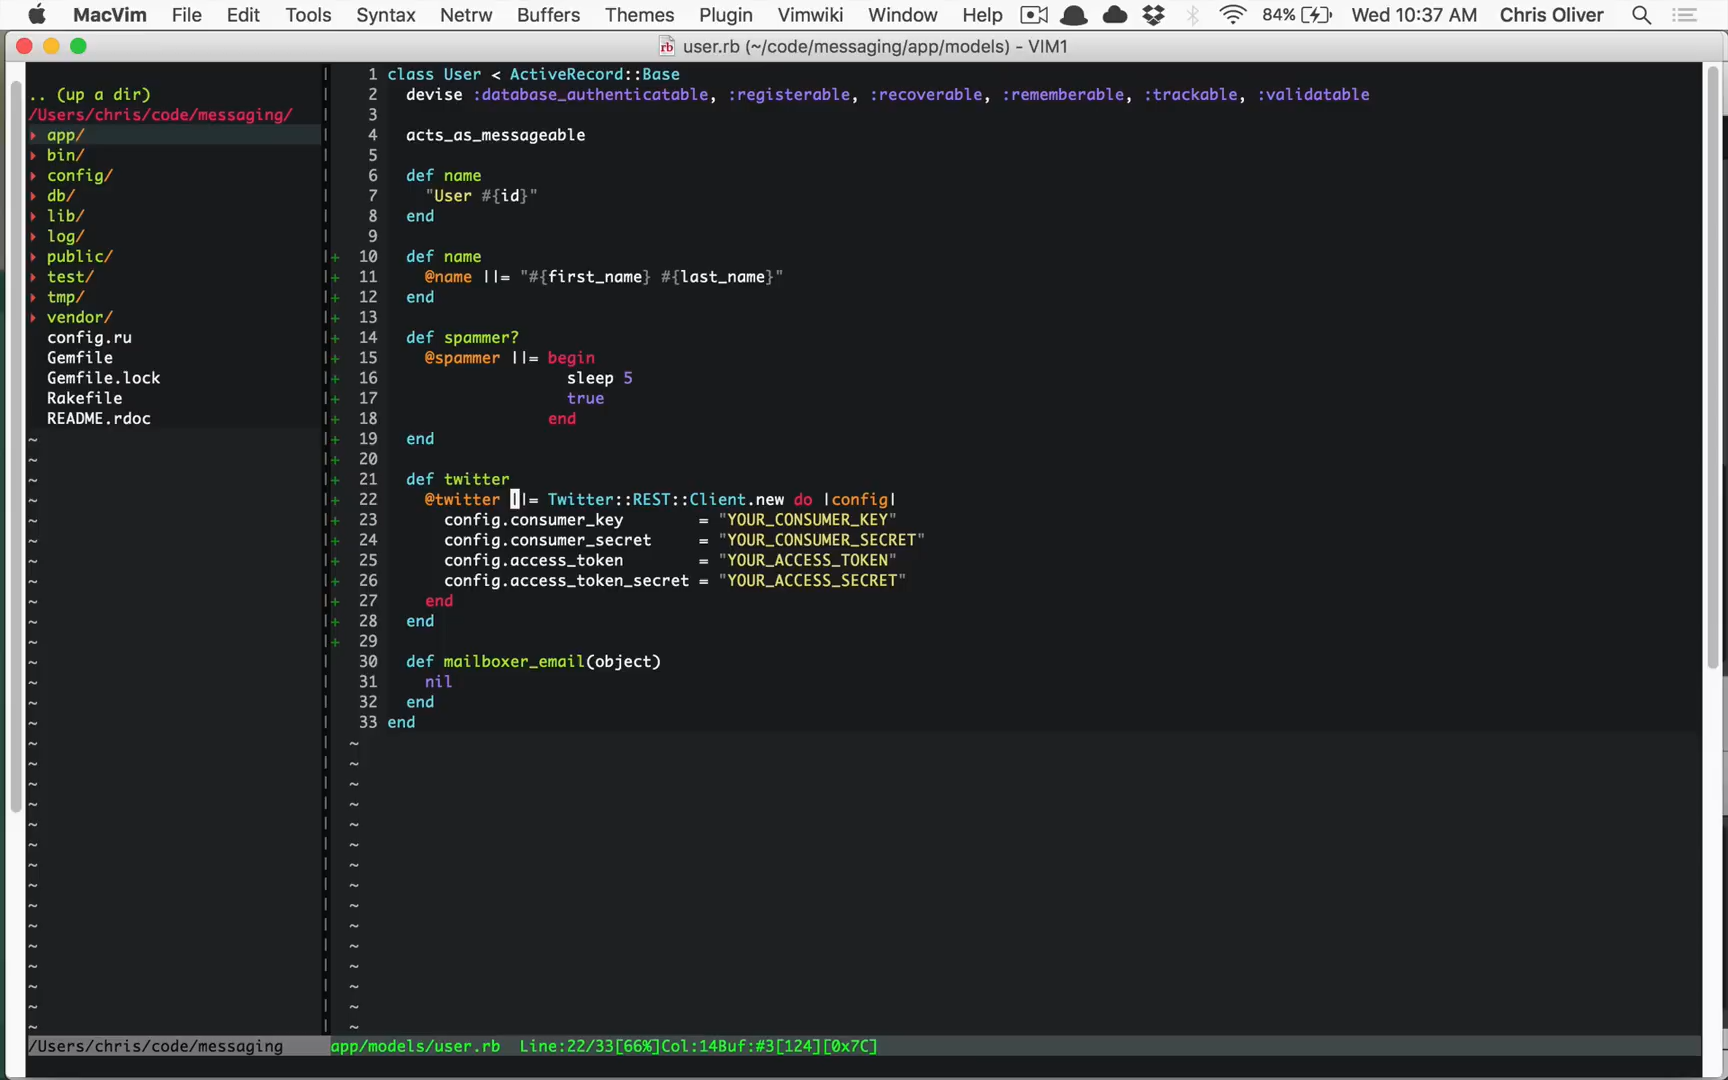 MacVim File Edit Tools Syntax Netrw Buffers Themes Plugin Vimwiki Window Help 84% Wed 10:37 AM Chris Oliver
user.rb (~/code/messaging/app/models) - VIM1
.. (up a dir)
/Users/chris/code/messaging/
▸ app/
▸ bin/
▸ config/
▸ db/
▸ lib/
▸ log/
▸ public/
▸ test/
▸ tmp/
▸ vendor/
config.ru
Gemfile
Gemfile.lock
Rakefile
README.rdoc
1 class User < ActiveRecord::Base
2   devise :database_authenticatable, :registerable, :recoverable, :rememberable, :trackable, :validatable
3
4   acts_as_messageable
5
6   def name
7     "User #{id}"
8   end
9
+ 10   def name
+ 11     @name ||= "#{first_name} #{last_name}"
+ 12   end
+ 13
+ 14   def spammer?
+ 15     @spammer ||= begin
+ 16                    sleep 5
+ 17                    true
+ 18                  end
+ 19   end
+ 20
+ 21   def twitter
+ 22     @twitter ||= Twitter::REST::Client.new do |config|
+ 23       config.consumer_key        = "YOUR_CONSUMER_KEY"
+ 24       config.consumer_secret     = "YOUR_CONSUMER_SECRET"
+ 25       config.access_token        = "YOUR_ACCESS_TOKEN"
+ 26       config.access_token_secret = "YOUR_ACCESS_SECRET"
+ 27     end
+ 28   end
+ 29
30   def mailboxer_email(object)
31     nil
32   end
33 end
/Users/chris/code/messaging app/models/user.rb Line:22/33[66%]Col:14Buf:#3[124][0x7C]